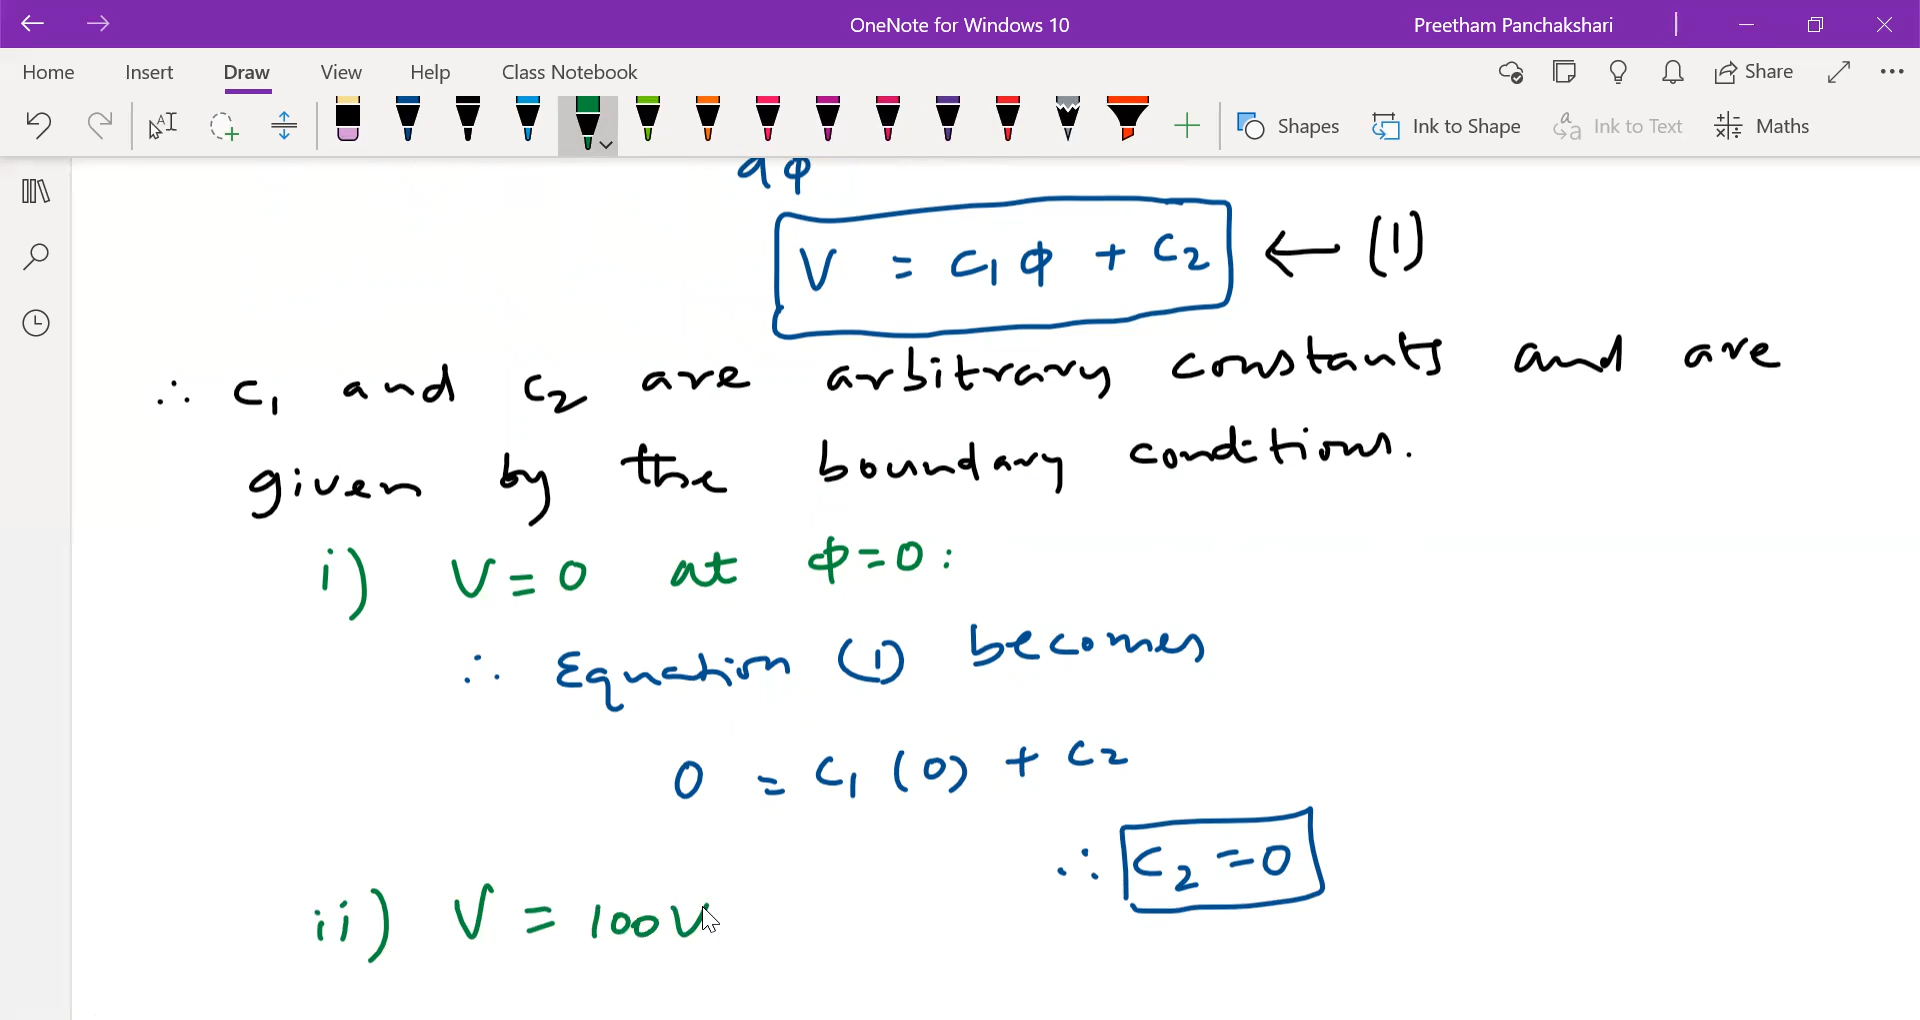 OneNote for Windows 10
Preetham Panchakshari
Home Insert Draw View Help Class Notebook
Share
Shapes Ink to Shape Ink to Text Maths
dϕ
V = c₁ ϕ + c₂ ← (1)
∴ c₁ and c₂ are arbitrary constants and are
given by the boundary conditions.
i) V = 0 at ϕ=0:
∴ Equation (1) becomes
0 = c₁ (0) + c₂
∴ c₂ = 0
ii) V = 100V